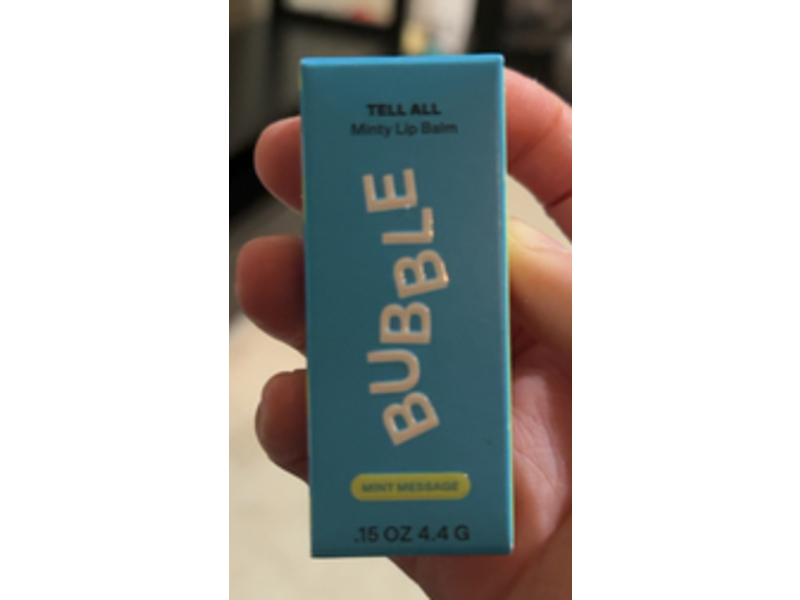 TELL ALL
Minty Lip Balm
BUBBLE
MINT MESSAGE
.15 OZ 4.4 G